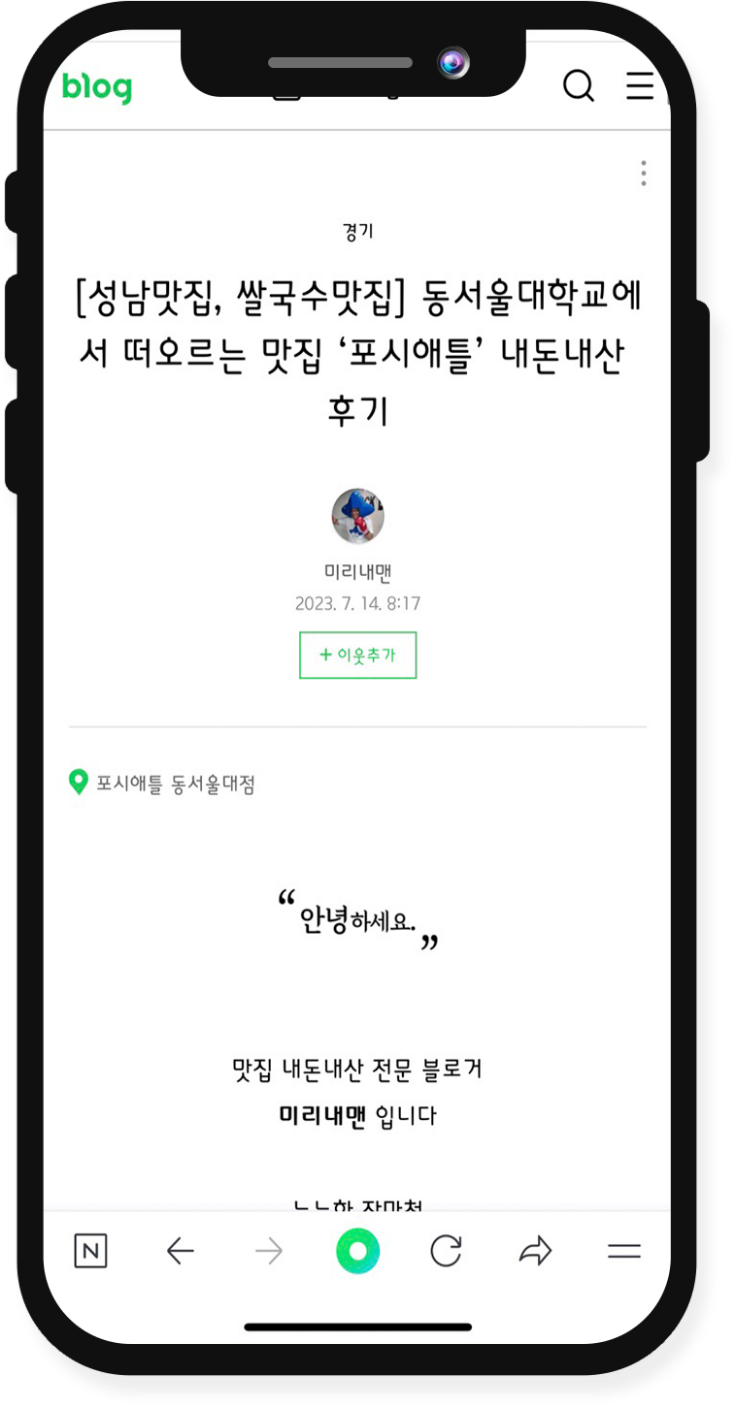 blog
경기
[성남맛집, 쌀국수맛집] 동서울대학교에
서 떠오르는 맛집 ‘포시애틀’ 내돈내산
후기
미리내맨
2023. 7. 14. 8:17
+ 이웃추가
포시애틀 동서울대점
“안녕하세요.”
맛집 내돈내산 전문 블로거
미리내맨 입니다
N